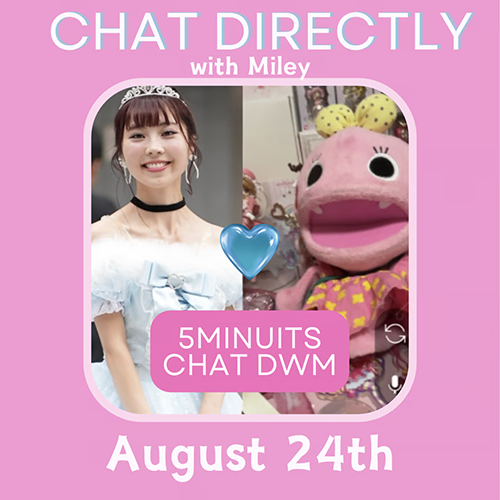 CHAT DIRECTLY
with Miley
5MINUITS
CHAT DWM
August 24th